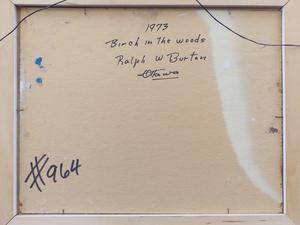 1973
Birch in the woods
Ralph W Burton
Ottawa
#964